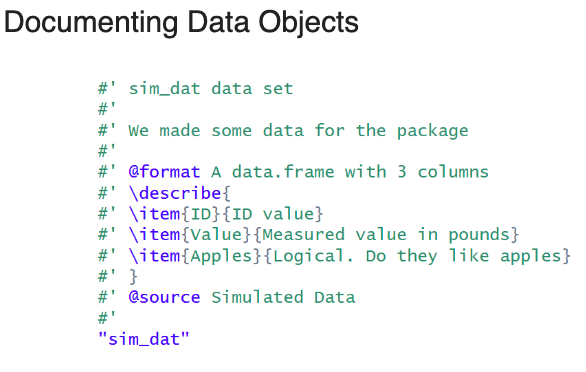 Documenting Data Objects
#' sim_dat data set
#'
#' We made some data for the package
#'
#' @format A data.frame with 3 columns
#' \describe{
#' \item{ID}{ID value}
#' \item{Value}{Measured value in pounds}
#' \item{Apples}{Logical. Do they like apples}
#' }
#' @source Simulated Data
#'
"sim_dat"